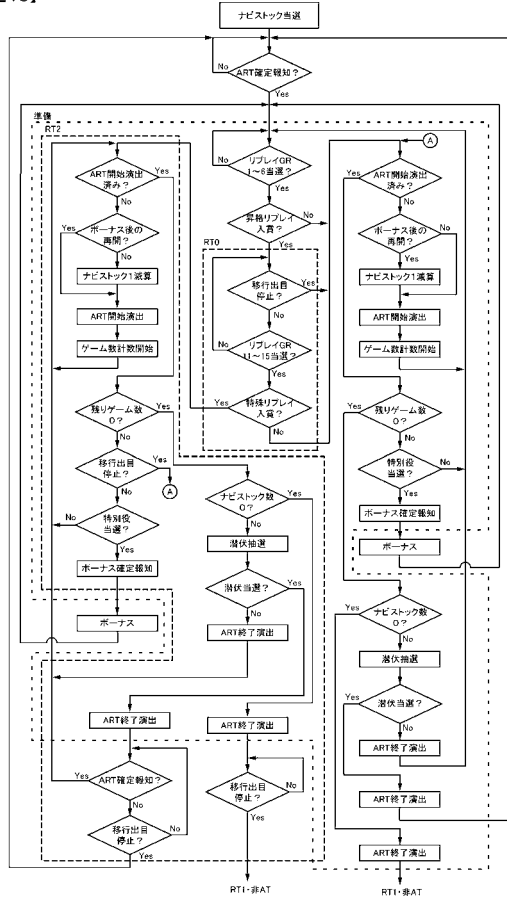 ナビストック当選
ART確定報知?
No
Yes
準備
RT2
ART開始演出
済み?
Yes
No
ボーナス後の
再開?
Yes
No
ナビストック1減算
ART開始演出
ゲーム数計数開始
残りゲーム数
0?
Yes
No
移行出目
停止?
Yes
A
No
特別役
当選?
No
Yes
ボーナス確定報知
ボーナス
リプレイGR
1~6当選?
No
Yes
昇格リプレイ
入賞?
No
Yes
RT0
移行出目
停止?
Yes
No
リプレイGR
11~15当選?
No
Yes
特殊リプレイ
入賞?
Yes
No
A
ART開始演出
済み?
Yes
No
ボーナス後の
再開?
No
Yes
ナビストック1減算
ART開始演出
ゲーム数計数開始
残りゲーム数
0?
Yes
No
特別役
当選?
No
Yes
ボーナス確定報知
ボーナス
ナビストック数
0?
Yes
No
潜伏抽選
潜伏当選?
Yes
No
ART終了演出
ART終了演出
ART確定報知?
Yes
No
移行出目
停止?
No
Yes
ART終了演出
移行出目
停止?
No
Yes
RT1・非AT
ナビストック数
0?
Yes
No
潜伏抽選
潜伏当選?
Yes
No
ART終了演出
ART終了演出
ART終了演出
RT1・非AT